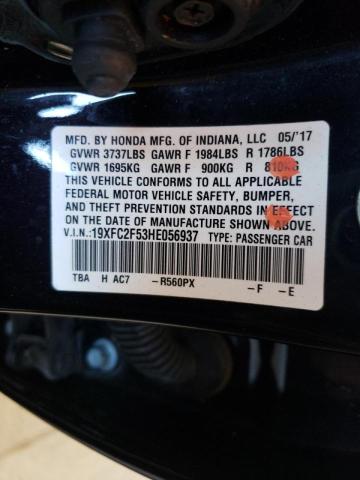 MFD. BY HONDA MFG. OF INDIANA, LLC 05/'17
GVWR 3737LBS GAWR F 1984LBS R 1786LBS
GVWR 1695KG GAWR F 900KG R 810KG
THIS VEHICLE CONFORMS TO ALL APPLICABLE
FEDERAL MOTOR VEHICLE SAFETY, BUMPER,
AND THEFT PREVENTION STANDARDS IN EFFECT
ON THE DATE OF MANUFACTURE SHOWN ABOVE.
V.I.N.:19XFC2F53HE056937 TYPE: PASSENGER CAR
TBA H AC7 -R560PX -F -E